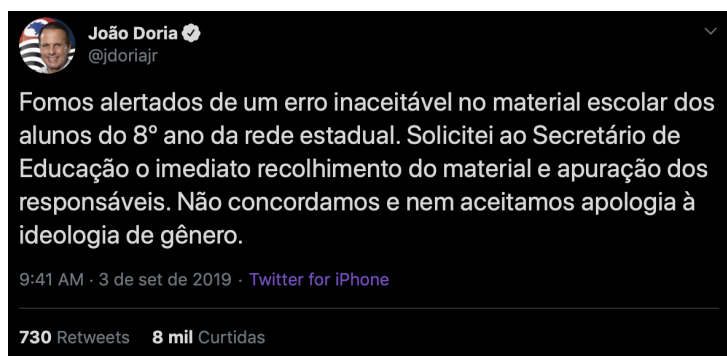 João Doria
@jdoriajr
Fomos alertados de um erro inaceitável no material escolar dos
alunos do 8º ano da rede estadual. Solicitei ao Secretário de
Educação o imediato recolhimento do material e apuração dos
responsáveis. Não concordamos e nem aceitamos apologia à
ideologia de gênero.
9:41 AM · 3 de set de 2019 · Twitter for iPhone
730 Retweets 8 mil Curtidas